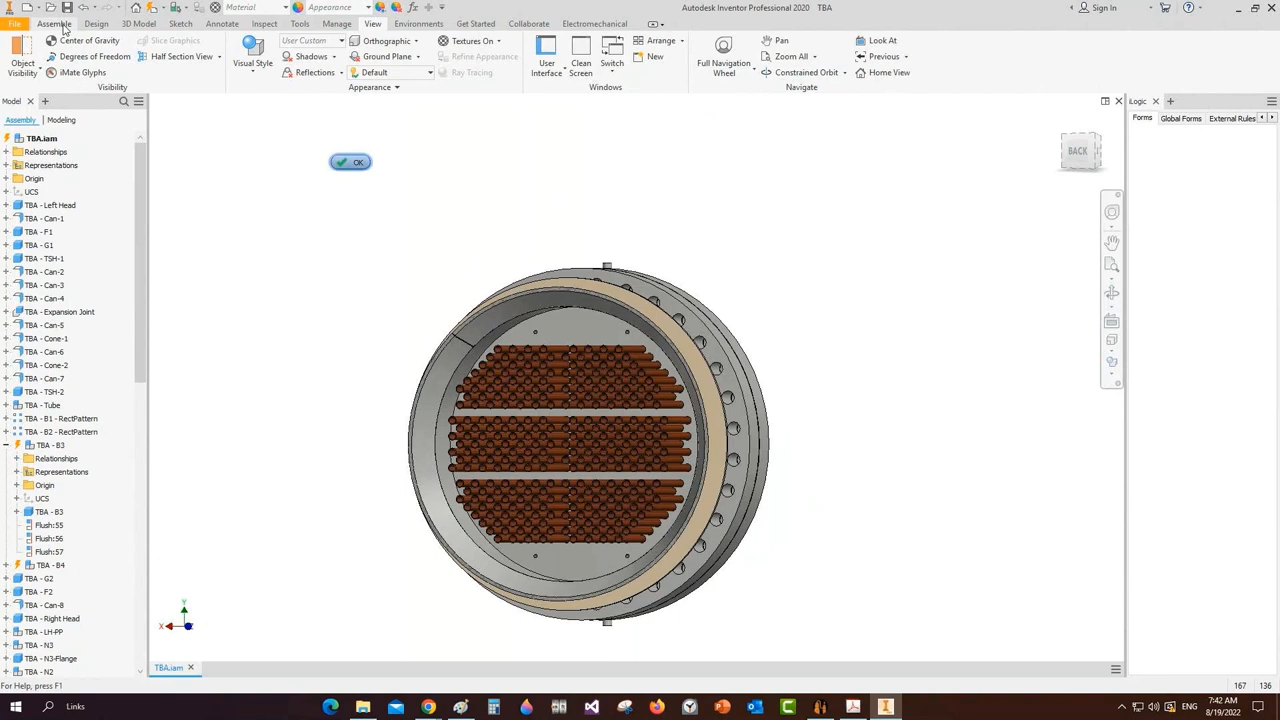 Material
Appearance
Autodesk Inventor Professional 2020   TBA
Sign In
File
Assemble
Design
3D Model
Sketch
Annotate
Inspect
Tools
Manage
View
Environments
Get Started
Collaborate
Electromechanical
Object Visibility
Center of Gravity
Degrees of Freedom
iMate Glyphs
Slice Graphics
Half Section View
Visibility
Visual Style
User Custom
Shadows
Reflections
Orthographic
Ground Plane
Default
Textures On
Refine Appearance
Ray Tracing
Appearance
User Interface
Clean Screen
Switch
Arrange
New
Windows
Full Navigation Wheel
Pan
Zoom All
Constrained Orbit
Look At
Previous
Home View
Navigate
Model
Assembly
Modeling
TBA.iam
Relationships
Representations
Origin
UCS
TBA - Left Head
TBA - Can-1
TBA - F1
TBA - G1
TBA - TSH-1
TBA - Can-2
TBA - Can-3
TBA - Can-4
TBA - Expansion Joint
TBA - Can-5
TBA - Cone-1
TBA - Can-6
TBA - Cone-2
TBA - Can-7
TBA - TSH-2
TBA - Tube
TBA - B1 - RectPattern
TBA - B2 - RectPattern
TBA - B3
Relationships
Representations
Origin
UCS
TBA - B3
Flush:55
Flush:56
Flush:57
TBA - B4
TBA - G2
TBA - F2
TBA - Can-8
TBA - Right Head
TBA - LH-PP
TBA - N3
TBA - N3-Flange
TBA - N2
OK
BACK
Y
X
Z
iLogic
Forms
Global Forms
External Rules
TBA.iam
For Help, press F1
167
136
Links
7:42 AM
8/19/2022